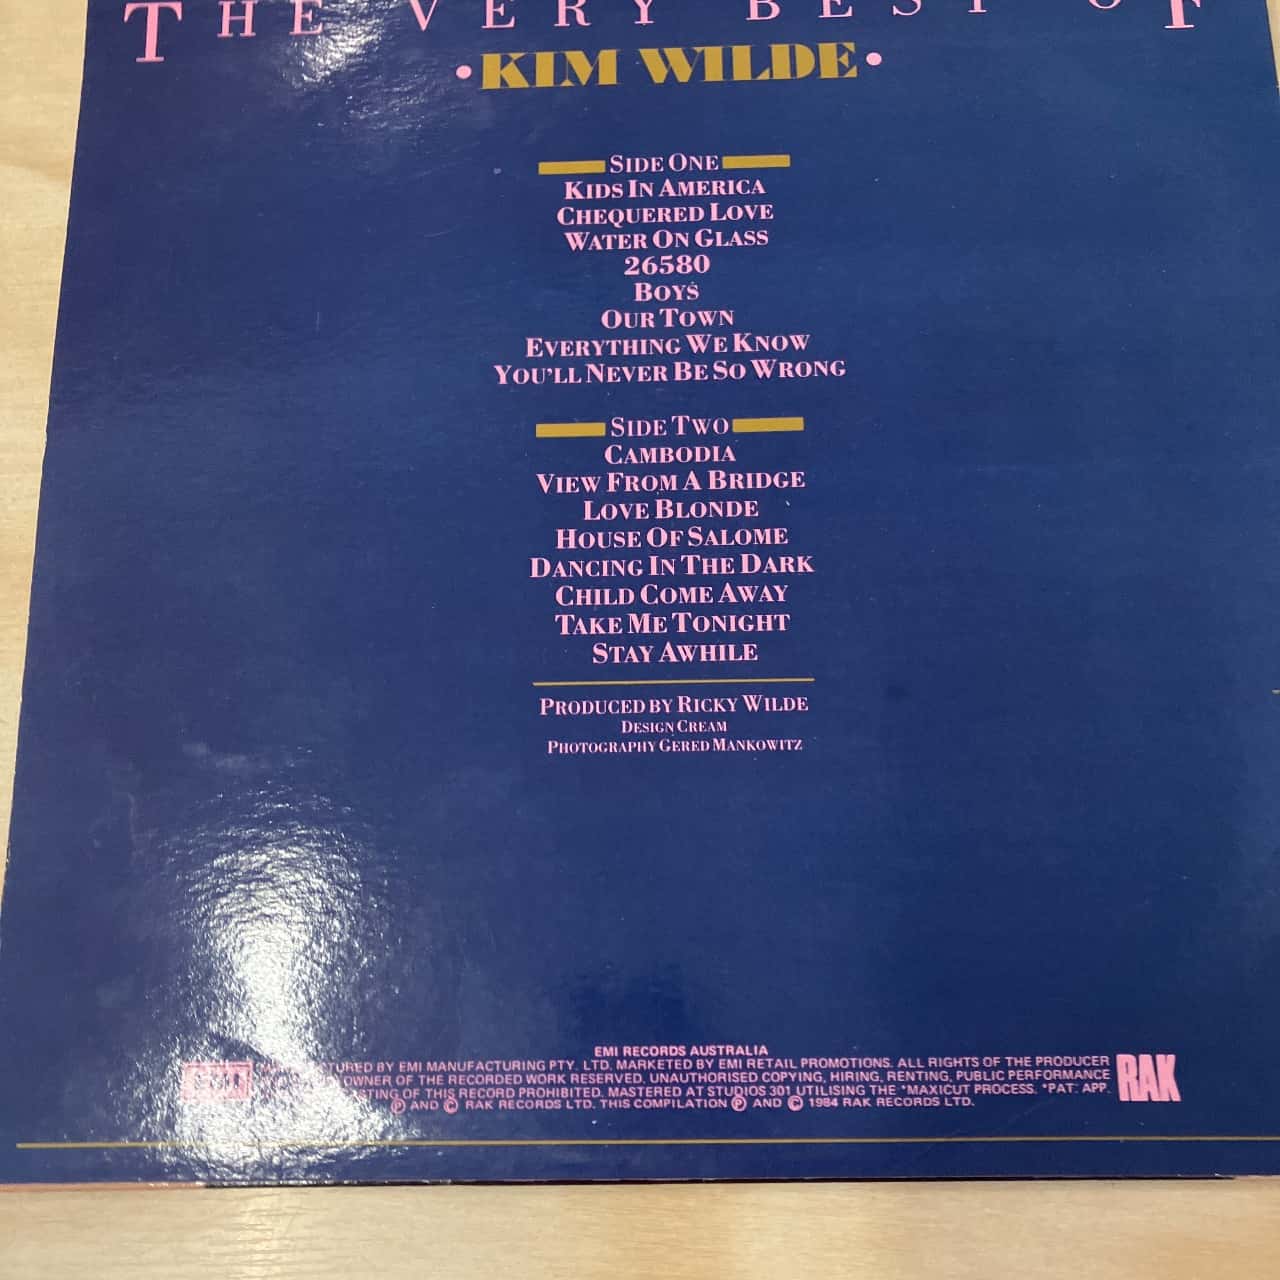 THE VERY BEST OF
• KIM WILDE •
SIDE ONE
KIDS IN AMERICA
CHEQUERED LOVE
WATER ON GLASS
26580
BOYS
OUR TOWN
EVERYTHING WE KNOW
YOU'LL NEVER BE SO WRONG
SIDE TWO
CAMBODIA
VIEW FROM A BRIDGE
LOVE BLONDE
HOUSE OF SALOME
DANCING IN THE DARK
CHILD COME AWAY
TAKE ME TONIGHT
STAY AWHILE
PRODUCED BY RICKY WILDE
DESIGN CREAM
PHOTOGRAPHY GERED MANKOWITZ
EMI RECORDS AUSTRALIA
BY EMI MANUFACTURING PTY. LTD. MARKETED BY EMI RETAIL PROMOTIONS. ALL RIGHTS OF THE PRODUCER
OWNER OF THE RECORDED WORK RESERVED. UNAUTHORISED COPYING, HIRING, RENTING, PUBLIC PERFORMANCE
OF THIS RECORD PROHIBITED. MASTERED AT STUDIOS 301 UTILISING THE *MAXICUT PROCESS. *PAT. APP.
Ⓟ AND © RAK RECORDS LTD. THIS COMPILATION Ⓟ AND © 1984 RAK RECORDS LTD.
EMI
RAK